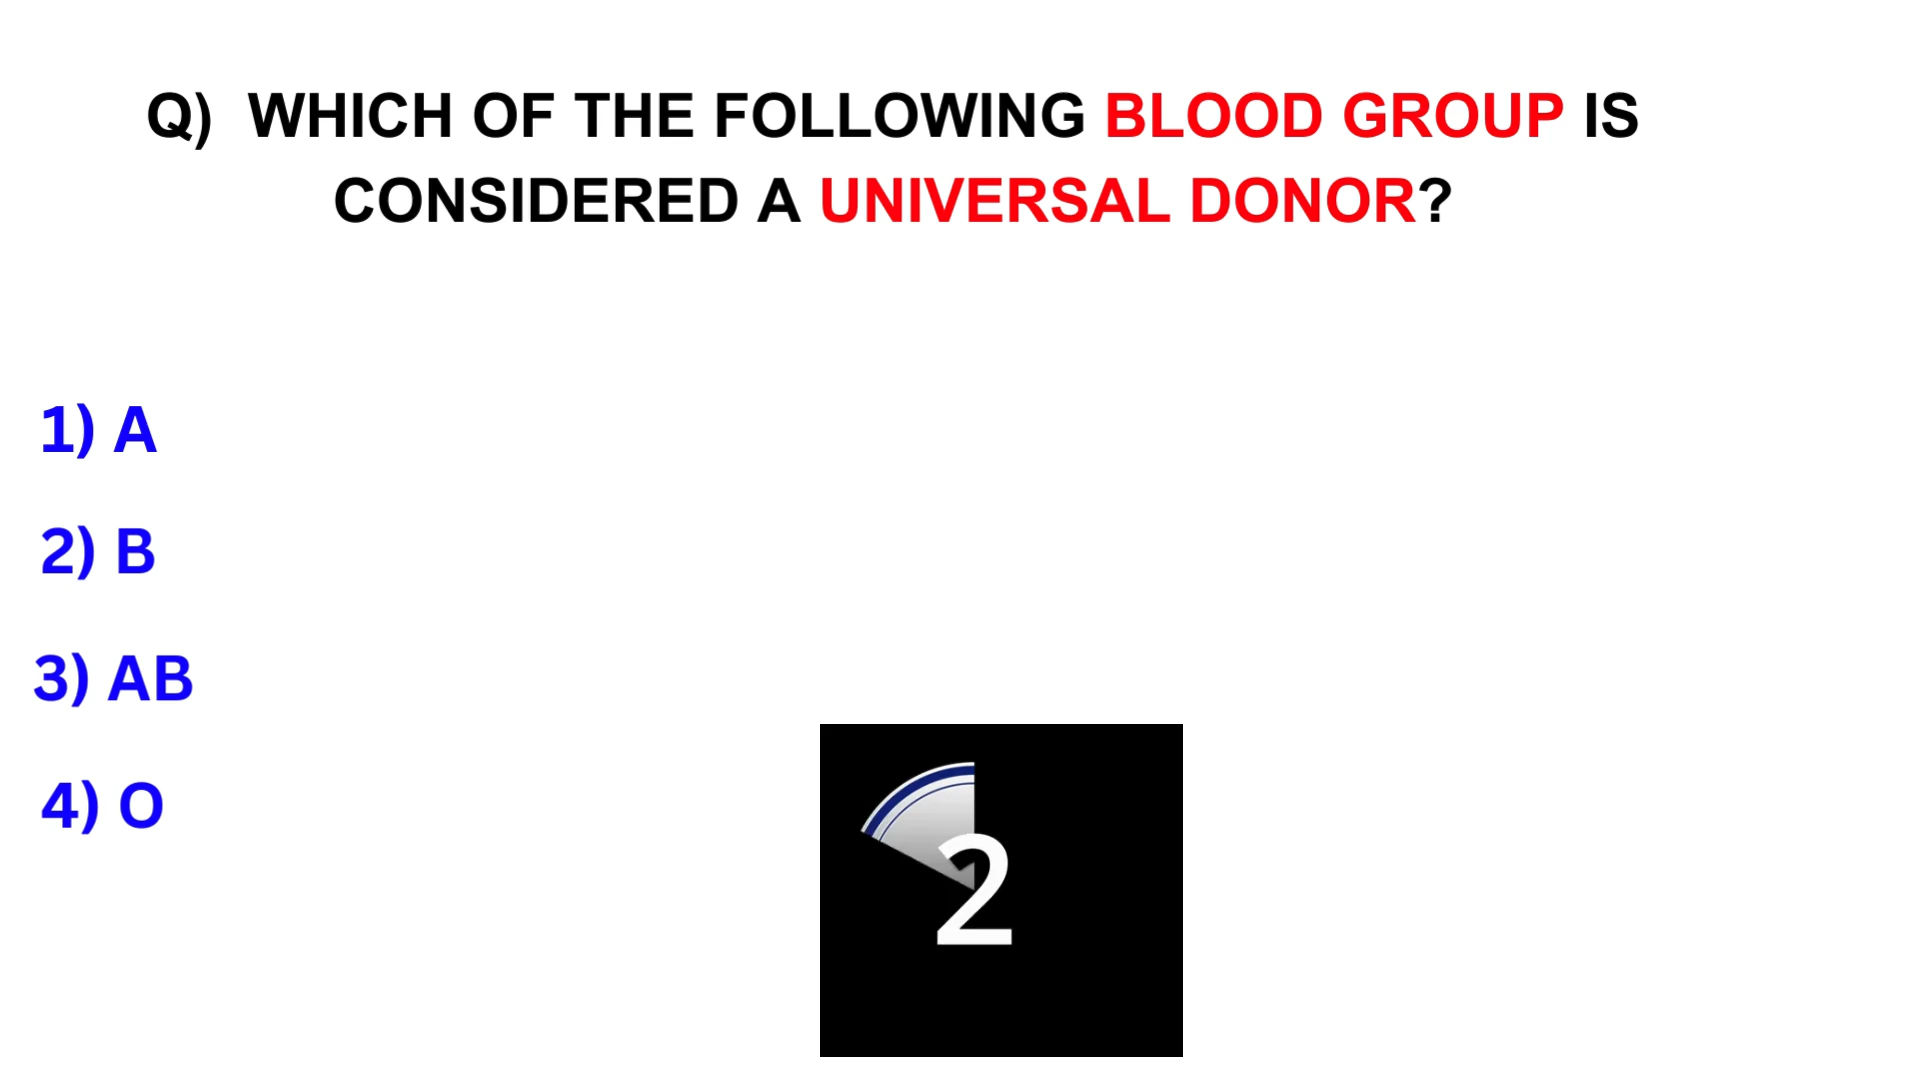 Q) WHICH OF THE FOLLOWING BLOOD GROUP IS
CONSIDERED A UNIVERSAL DONOR?
1) A
2) B
3) AB
4) O
2